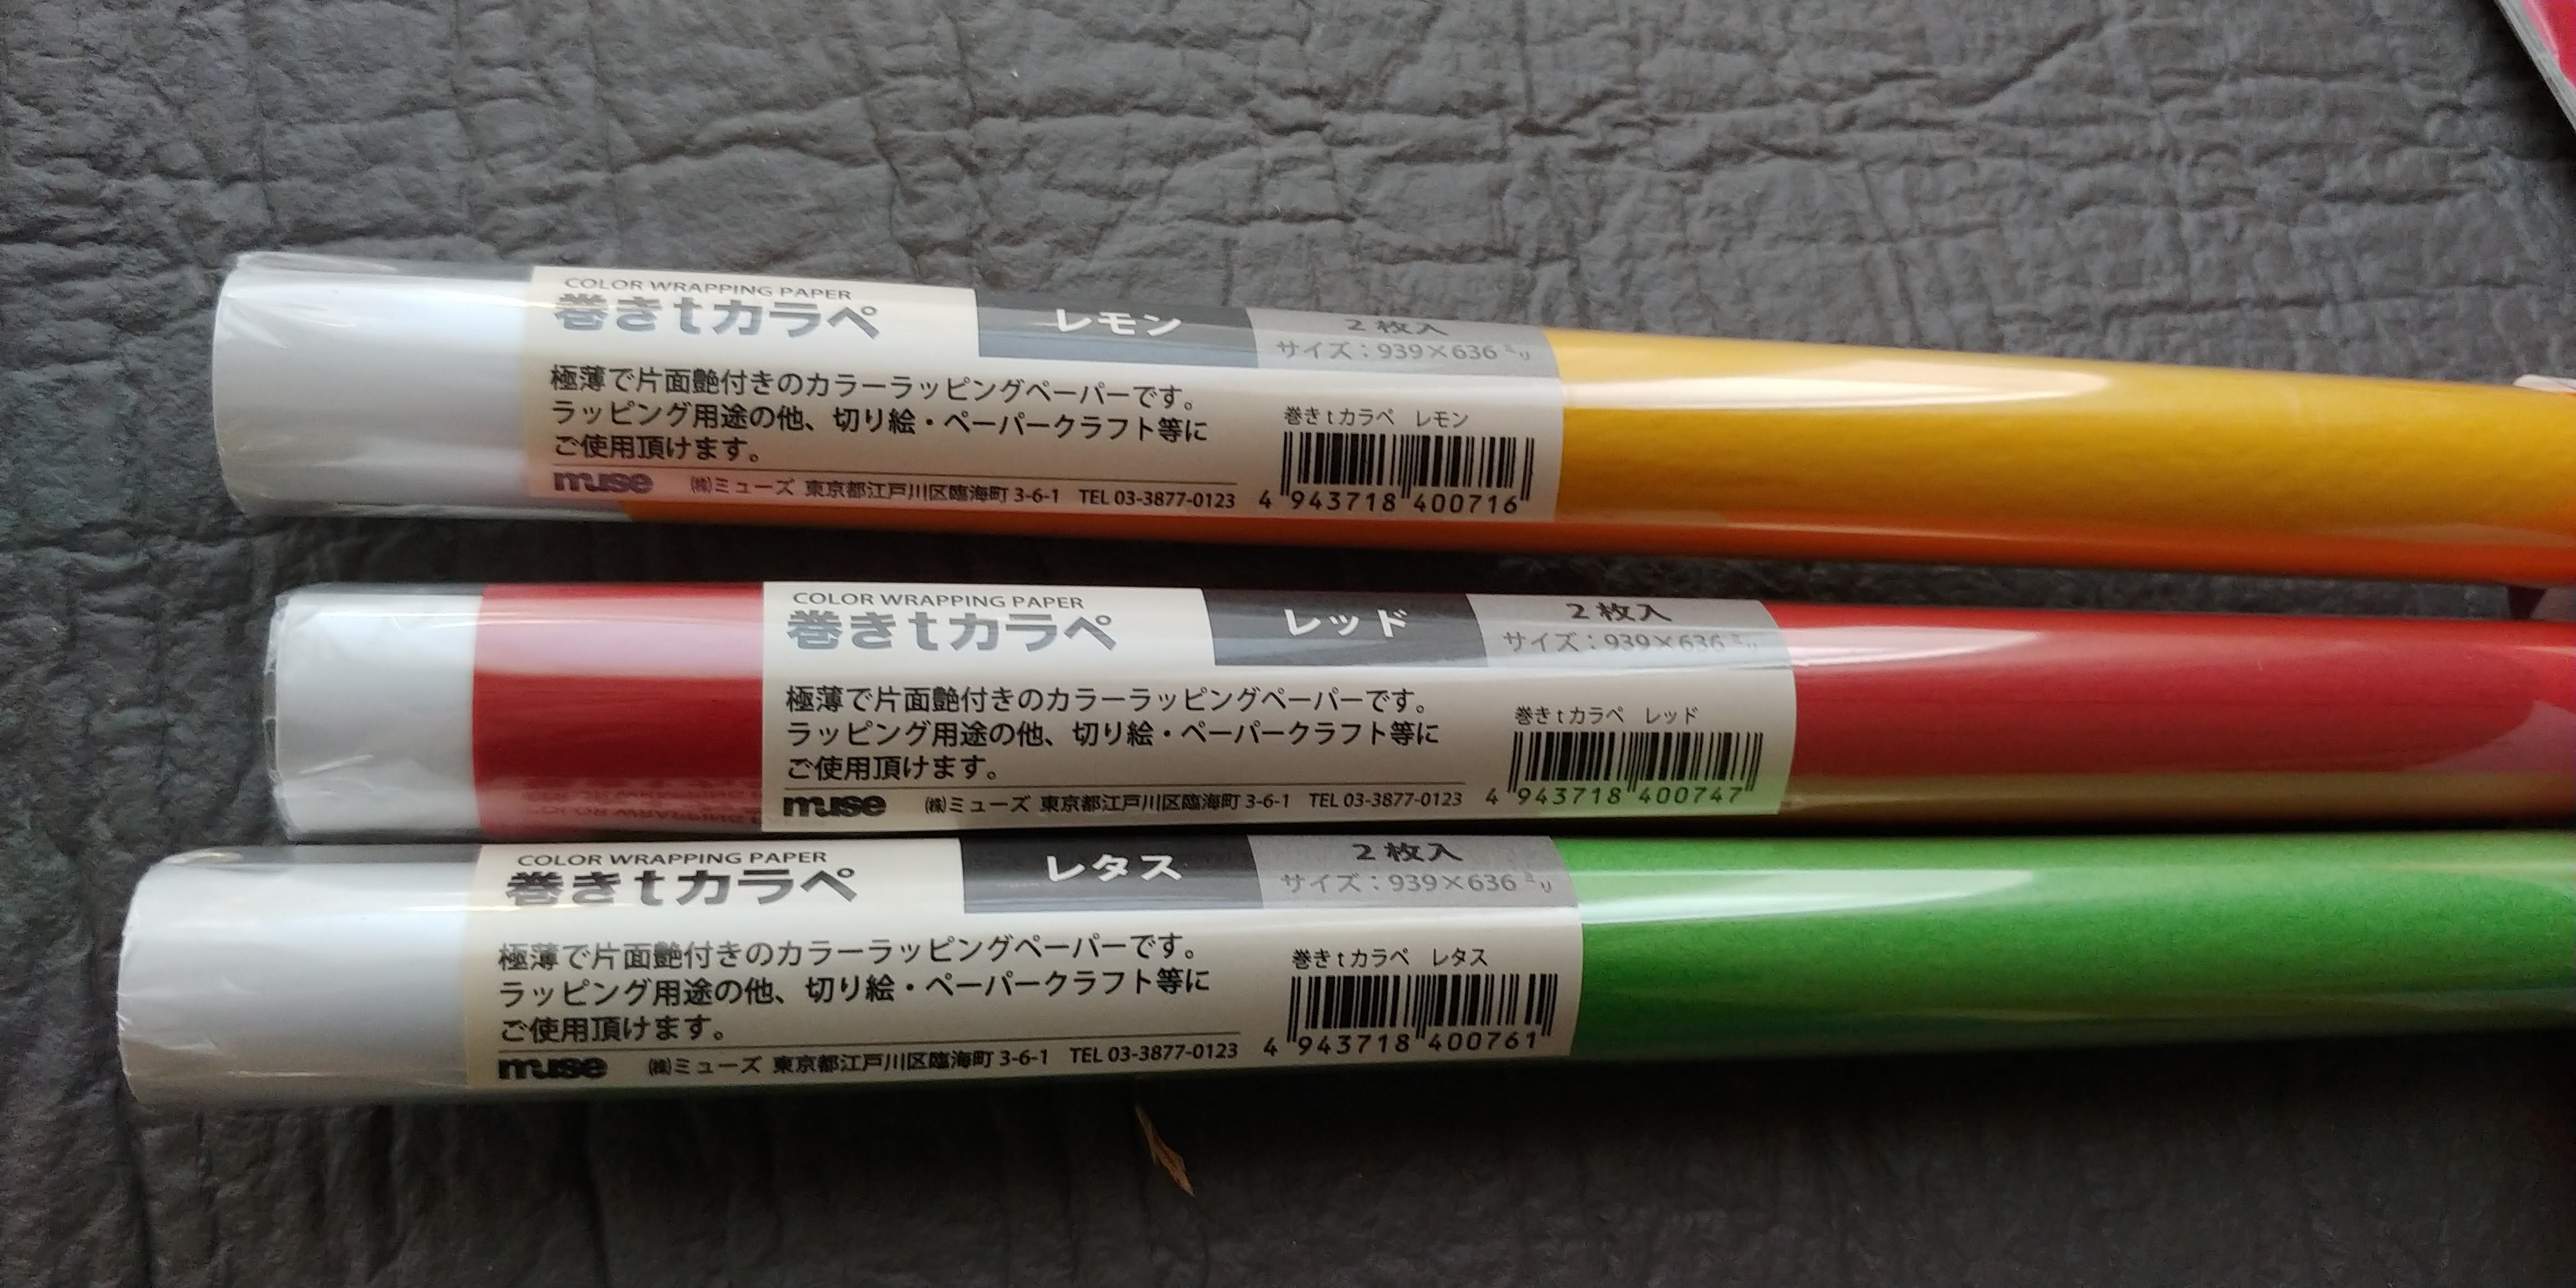 COLOR WRAPPING PAPER
巻きtカラペ
レモン
2枚入
サイズ：939×636ミリ
極薄で片面艶付きのカラーラッピングペーパーです。
ラッピング用途の他、切り絵・ペーパークラフト等に
ご使用頂けます。
muse ㈱ミューズ 東京都江戸川区臨海町 3-6-1 TEL 03-3877-0123
巻きtカラペ レモン
4 943718 400716
COLOR WRAPPING PAPER
巻きtカラペ
レッド
2枚入
サイズ：939×636ミリ
極薄で片面艶付きのカラーラッピングペーパーです。
ラッピング用途の他、切り絵・ペーパークラフト等に
ご使用頂けます。
muse ㈱ミューズ 東京都江戸川区臨海町 3-6-1 TEL 03-3877-0123
巻きtカラペ レッド
4 943718 400747
COLOR WRAPPING PAPER
巻きtカラペ
レタス
2枚入
サイズ：939×636ミリ
極薄で片面艶付きのカラーラッピングペーパーです。
ラッピング用途の他、切り絵・ペーパークラフト等に
ご使用頂けます。
muse ㈱ミューズ 東京都江戸川区臨海町 3-6-1 TEL 03-3877-0123
巻きtカラペ レタス
4 943718 400761